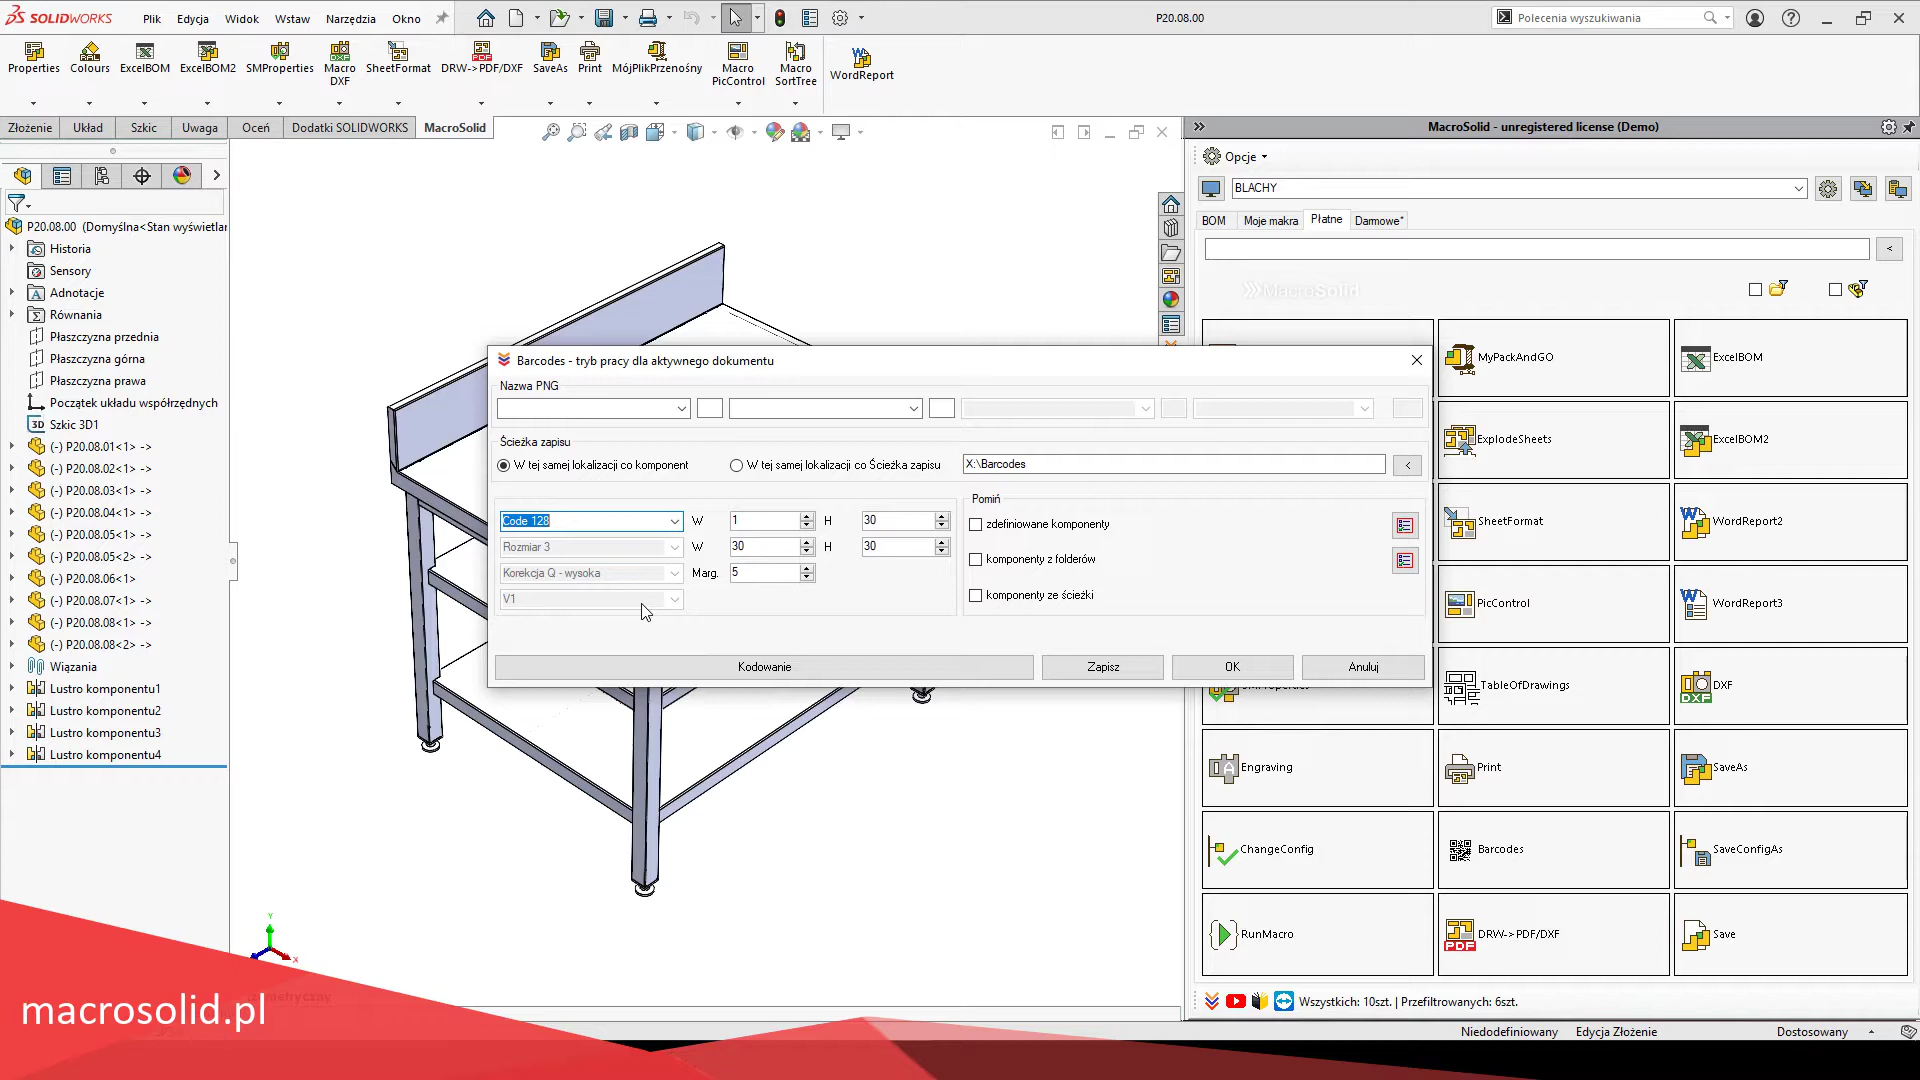 SOLIDWORKS Plik Edycja Widok Wstaw Narzędzia Okno P20.08.00 Polecenia wyszukiwania
Properties Colours ExcelBOM ExcelBOM2 SMProperties Macro DXF SheetFormat DRW->PDF/DXF SaveAs Print MójPlikPrzenośny Macro PicControl Macro SortTree WordReport
Złożenie Układ Szkic Uwaga Oceń Dodatki SOLIDWORKS MacroSolid
MacroSolid - unregistered license (Demo)
Opcje
BLACHY
BOM Moje makra Płatne Darmowe*
<
MacroSolid
P20.08.00 (Domyślna<Stan wyświetlar
Historia
Sensory
Adnotacje
Równania
Płaszczyzna przednia
Płaszczyzna górna
Płaszczyzna prawa
Początek układu współrzędnych
3D Szkic 3D1
(-) P20.08.01<1> ->
(-) P20.08.02<1> ->
(-) P20.08.03<1> ->
(-) P20.08.04<1> ->
(-) P20.08.05<1> ->
(-) P20.08.05<2> ->
(-) P20.08.06<1>
(-) P20.08.07<1> ->
(-) P20.08.08<1> ->
(-) P20.08.08<2> ->
Wiązania
Lustro komponentu1
Lustro komponentu2
Lustro komponentu3
Lustro komponentu4
Barcodes - tryb pracy dla aktywnego dokumentu
Nazwa PNG
Ścieżka zapisu
W tej samej lokalizacji co komponent W tej samej lokalizacji co Ścieżka zapisu X:\Barcodes <
Code 128 W 1 H 30
Rozmiar 3 W 30 H 30
Korekcja Q - wysoka Marg. 5
V1
Pomiń
zdefiniowane komponenty
komponenty z folderów
komponenty ze ścieżki
Kodowanie Zapisz OK Anuluj
MyPackAndGO ExcelBOM
ExplodeSheets ExcelBOM2
SheetFormat WordReport2
PicControl WordReport3
SMProperties TableOfDrawings DXF DXF
Engraving Print SaveAs
ChangeConfig Barcodes SaveConfigAs
RunMacro PDF DRW->PDF/DXF Save
Wszystkich: 10szt. | Przefiltrowanych: 6szt.
Niedodefiniowany Edycja Złożenie Dostosowany
Y
X
macrosolid.pl